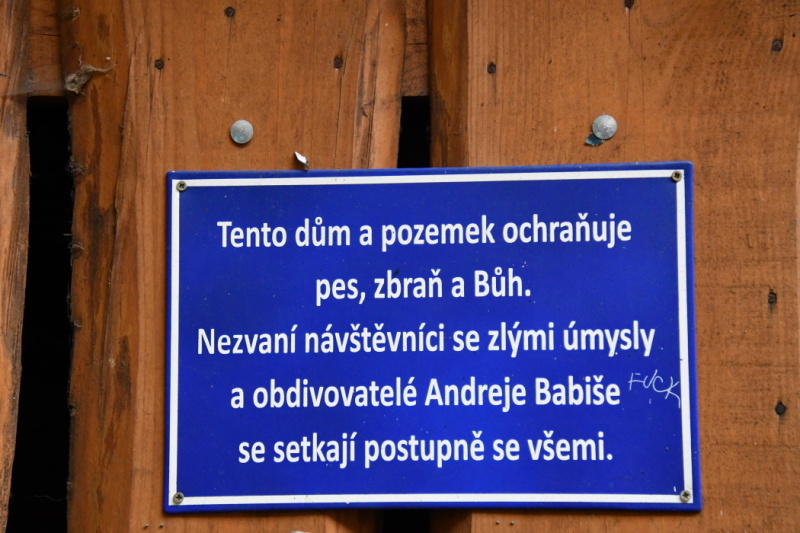 Tento dům a pozemek ochraňuje
pes, zbraň a Bůh.
Nezvaní návštěvníci se zlými úmysly
a obdivovatelé Andreje Babiše FUCK
se setkají postupně se všemi.